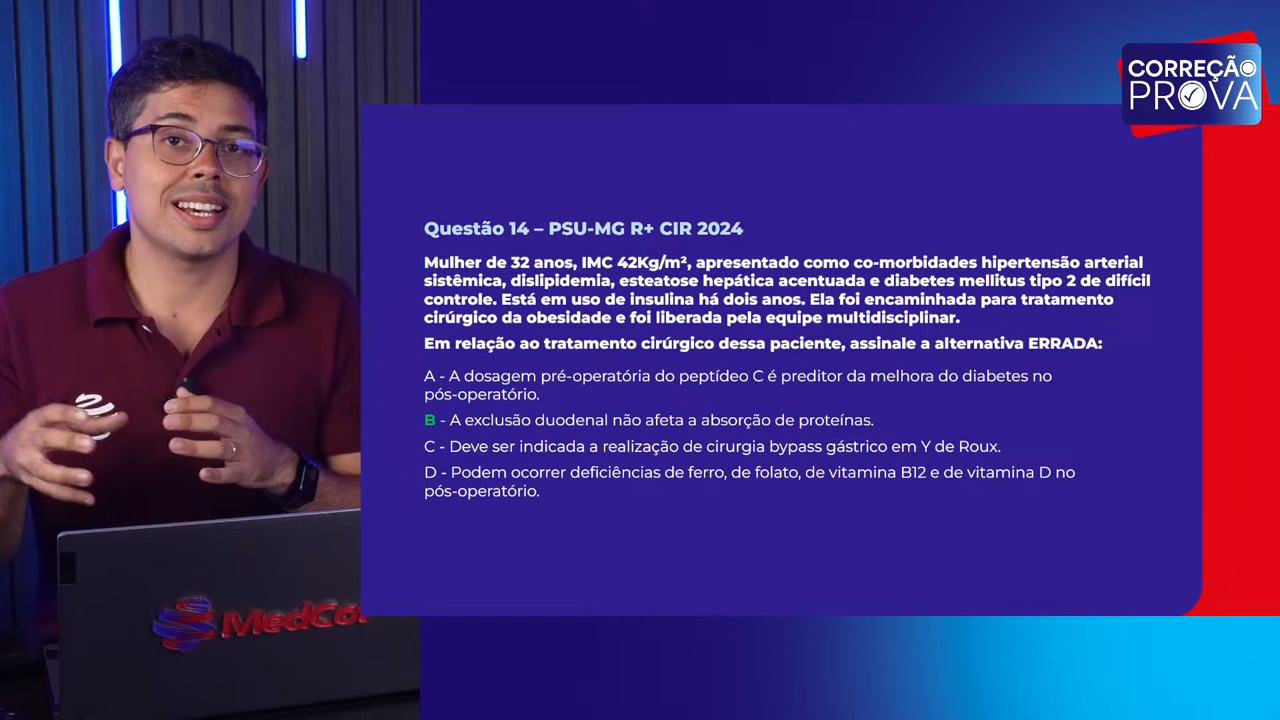 CORREÇÃO
PROVA
Questão 14 – PSU-MG R+ CIR 2024
Mulher de 32 anos, IMC 42Kg/m², apresentado como co-morbidades hipertensão arterial
sistêmica, dislipidemia, esteatose hepática acentuada e diabetes mellitus tipo 2 de difícil
controle. Está em uso de insulina há dois anos. Ela foi encaminhada para tratamento
cirúrgico da obesidade e foi liberada pela equipe multidisciplinar.
Em relação ao tratamento cirúrgico dessa paciente, assinale a alternativa ERRADA:
A - A dosagem pré-operatória do peptídeo C é preditor da melhora do diabetes no
pós-operatório.
B - A exclusão duodenal não afeta a absorção de proteínas.
C - Deve ser indicada a realização de cirurgia bypass gástrico em Y de Roux.
D - Podem ocorrer deficiências de ferro, de folato, de vitamina B12 e de vitamina D no
pós-operatório.